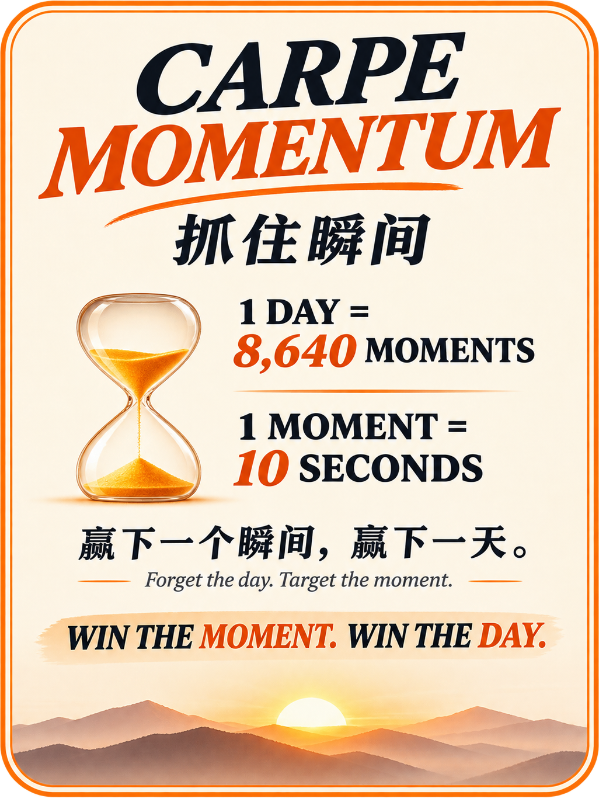 CARPE
MOMENTUM
抓住瞬间
1 DAY =
8,640 MOMENTS
1 MOMENT =
10 SECONDS
赢下一个瞬间，赢下一天。
Forget the day. Target the moment.
WIN THE MOMENT. WIN THE DAY.